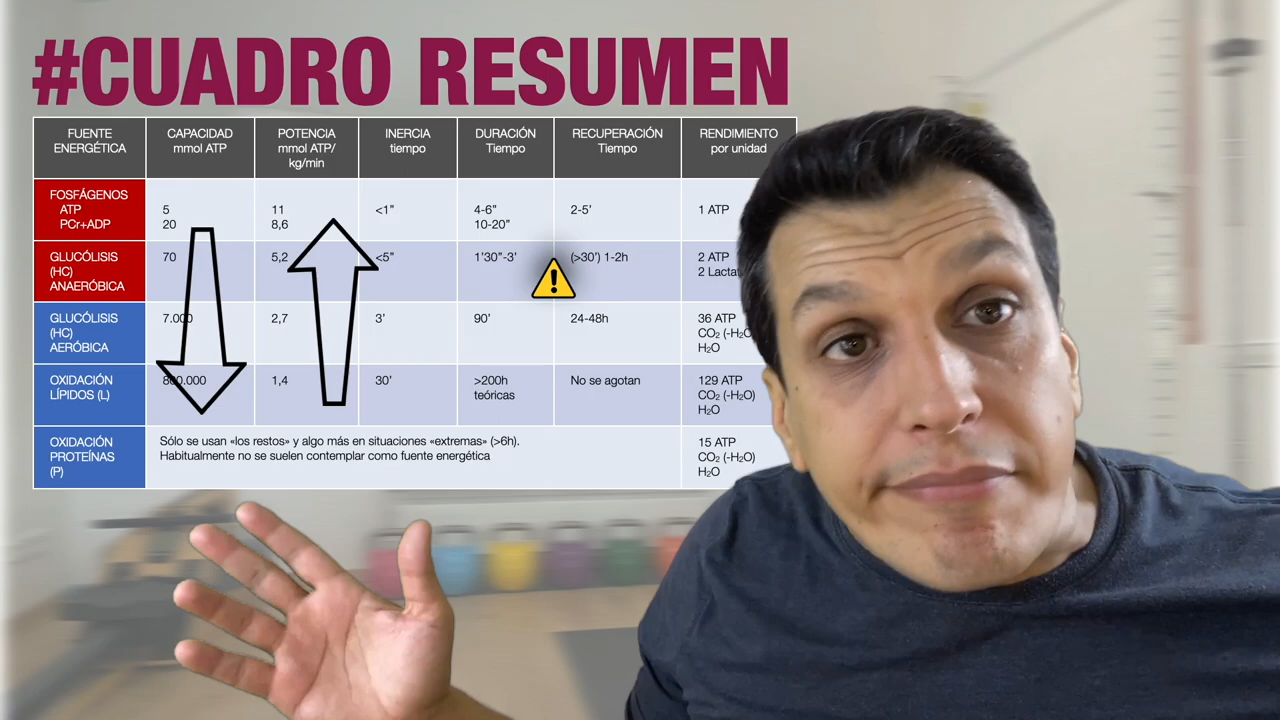 #CUADRO RESUMEN
FUENTE
ENERGÉTICA
CAPACIDAD
mmol ATP
POTENCIA
mmol ATP/
kg/min
INERCIA
tiempo
DURACIÓN
Tiempo
RECUPERACIÓN
Tiempo
RENDIMIENTO
por unidad
FOSFÁGENOS
ATP
PCr+ADP
5
20
11
8,6
<1”
4-6”
10-20”
2-5’
1 ATP
GLUCÓLISIS
(HC)
ANAERÓBICA
70
5,2
<5”
1’30”-3’
(>30’) 1-2h
2 ATP
2
GLUCÓLISIS
(HC)
AERÓBICA
7.000
2,7
3’
90’
24-48h
36 ATP
CO₂ (-H₂O)
H₂O
OXIDACIÓN
LÍPIDOS (L)
1,4
30’
>200h
teóricas
No se agotan
129 ATP
CO₂ (-H₂O)
H₂O
OXIDACIÓN
PROTEÍNAS
(P)
Sólo se usan «los restos» y algo más en situaciones «extremas» (>6h).
Habitualmente no se suelen contemplar como fuente energética
15 ATP
CO₂ (-H₂O)
H₂O